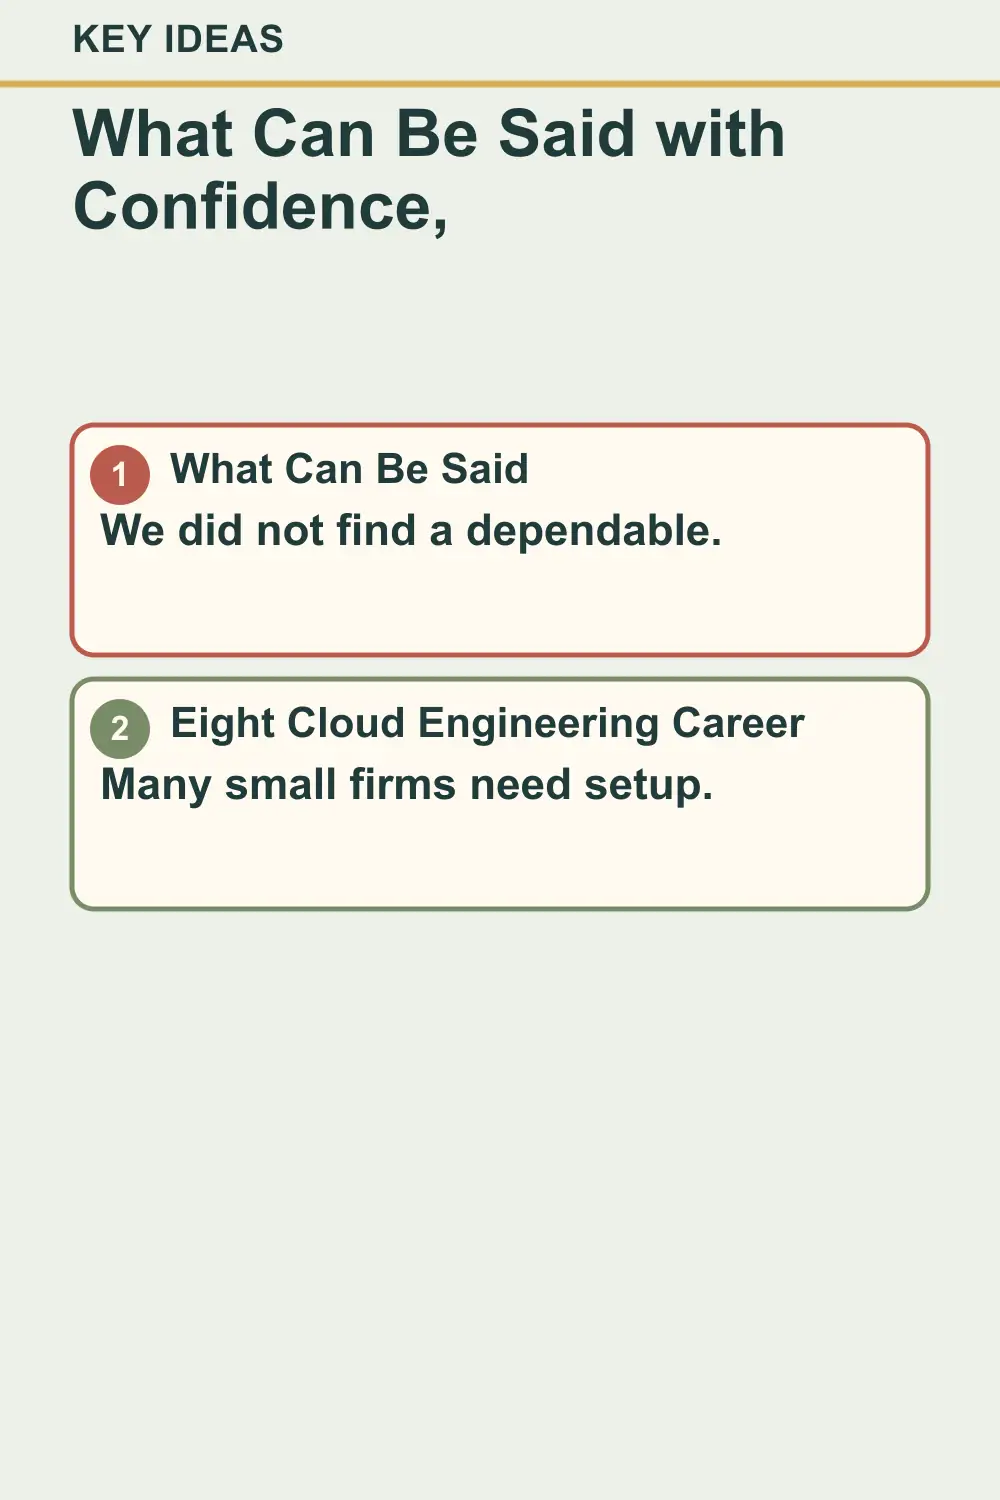 KEY IDEAS
What Can Be Said with
Confidence,
1 What Can Be Said
We did not find a dependable.
2 Eight Cloud Engineering Career
Many small firms need setup.